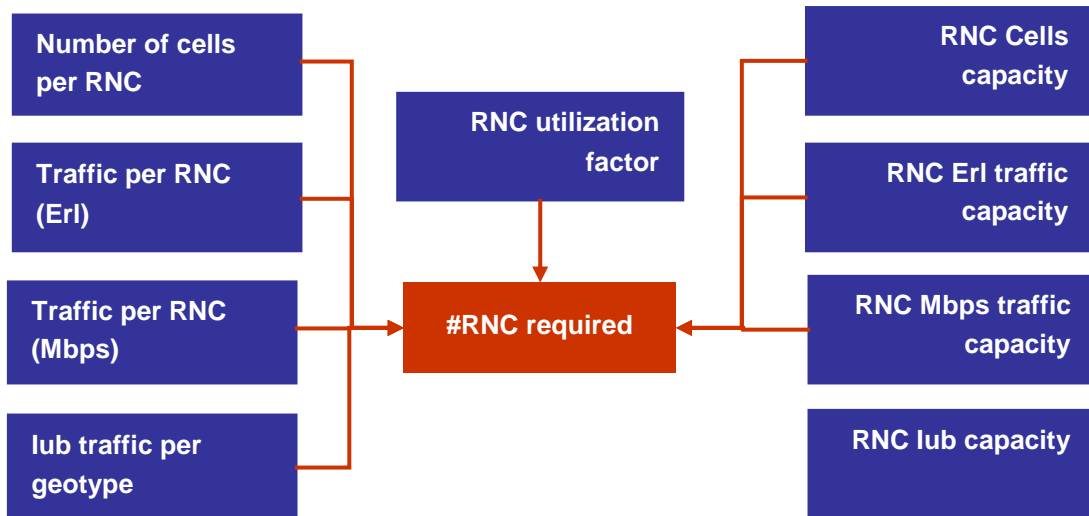 Number of cells
per RNC
Traffic per RNC
(Erl)
Traffic per RNC
(Mbps)
Iub traffic per
geotype
RNC utilization
factor
#RNC required
RNC Cells
capacity
RNC Erl traffic
capacity
RNC Mbps traffic
capacity
RNC Iub capacity